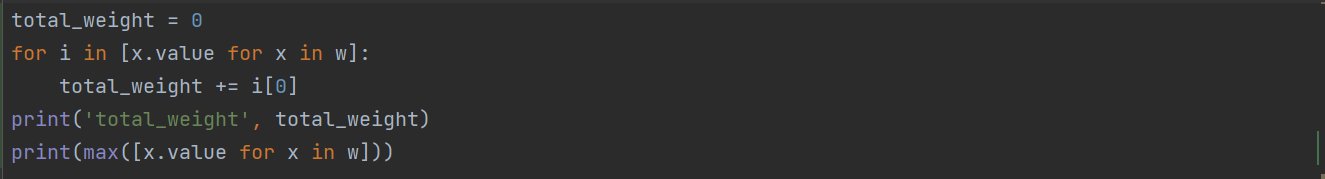 total_weight = 0
for i in [x.value for x in w]:
    total_weight += i[0]
print('total_weight', total_weight)
print(max([x.value for x in w]))